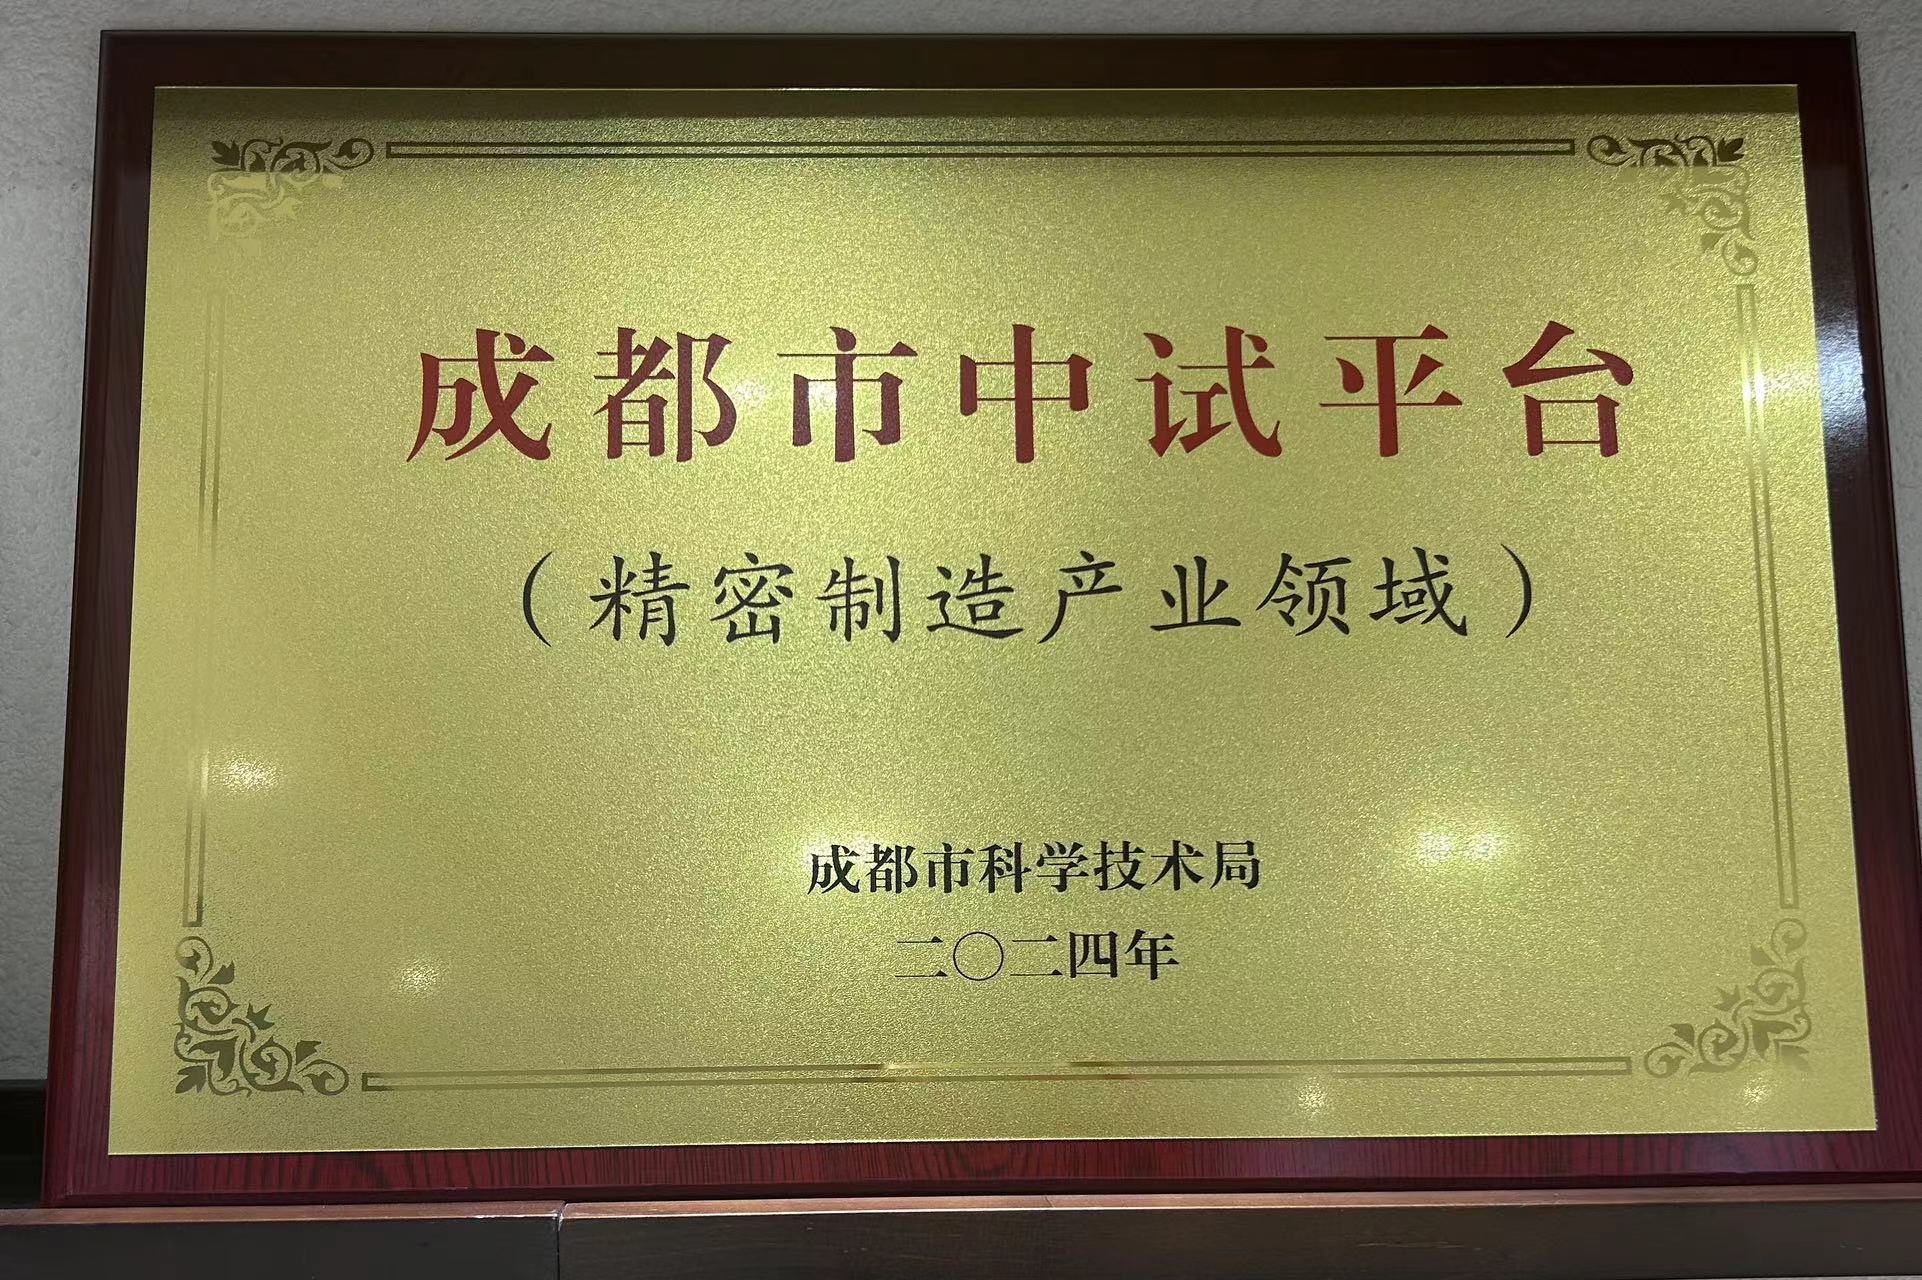 成都市中试平台
（精密制造产业领域）
成都市科学技术局
二〇二四年